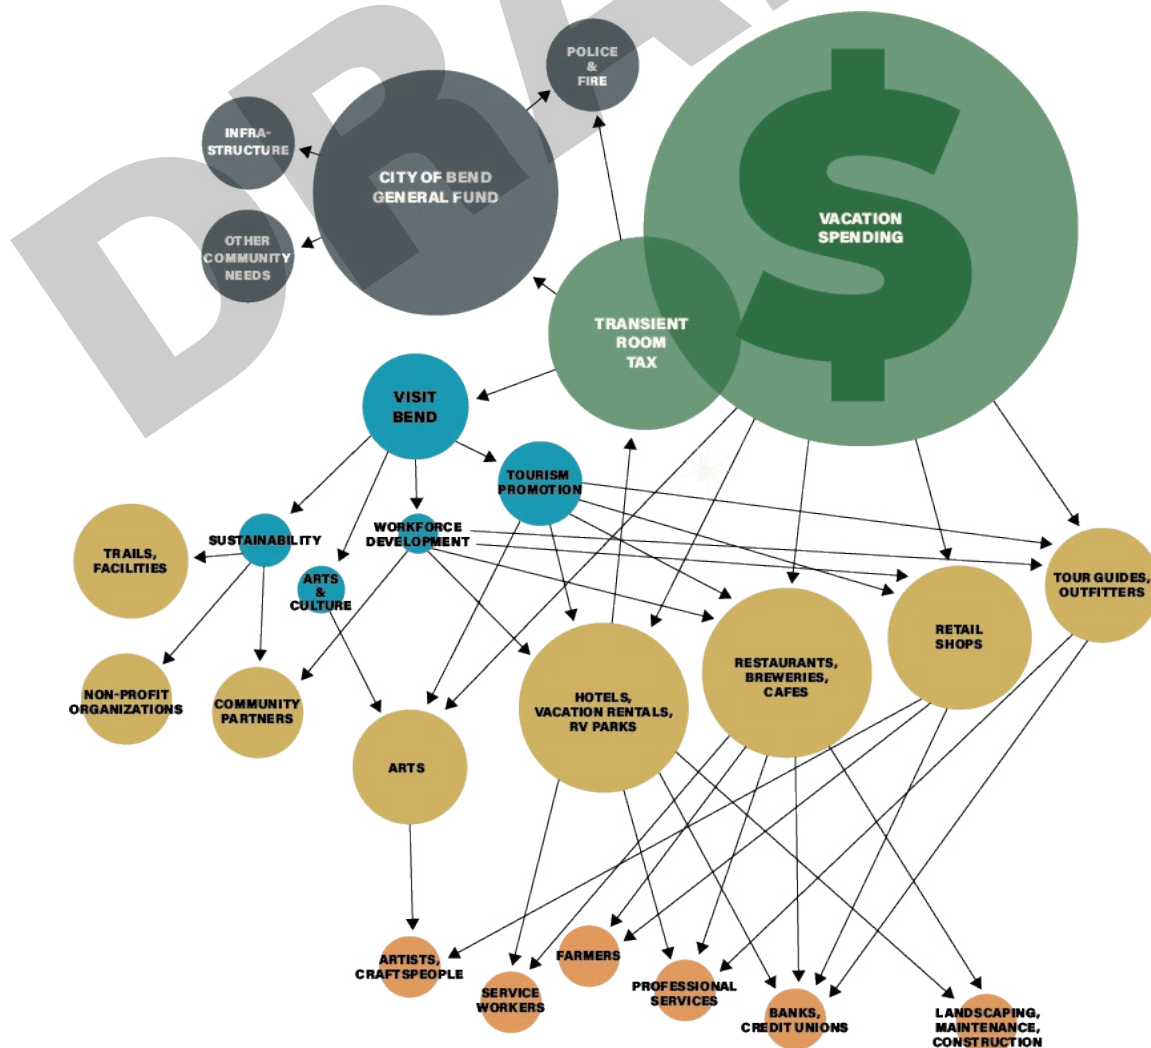 DRA
POLICE
&
FIRE
INFRA-
STRUCTURE
CITY OF BEND
GENERAL FUND
$
VACATION
SPENDING
OTHER
COMMUNITY
NEEDS
TRANSIENT
ROOM
TAX
VISIT
BEND
TOURISM
PROMOTION
SUSTAINABILITY
WORKFORCE
DEVELOPMENT
TRAILS,
FACILITIES
ARTS
&
CULTURE
TOUR GUIDES,
OUTFITTERS
RETAIL
SHOPS
RESTAURANTS,
BREWERIES,
CAFES
NON-PROFIT
ORGANIZATIONS
COMMUNITY
PARTNERS
HOTELS,
VACATION RENTALS,
RV PARKS
ARTS
ARTISTS,
CRAFTSPEOPLE
SERVICE
WORKERS
FARMERS
PROFESSIONAL
SERVICES
BANKS,
CREDIT UNIONS
LANDSCAPING,
MAINTENANCE,
CONSTRUCTION